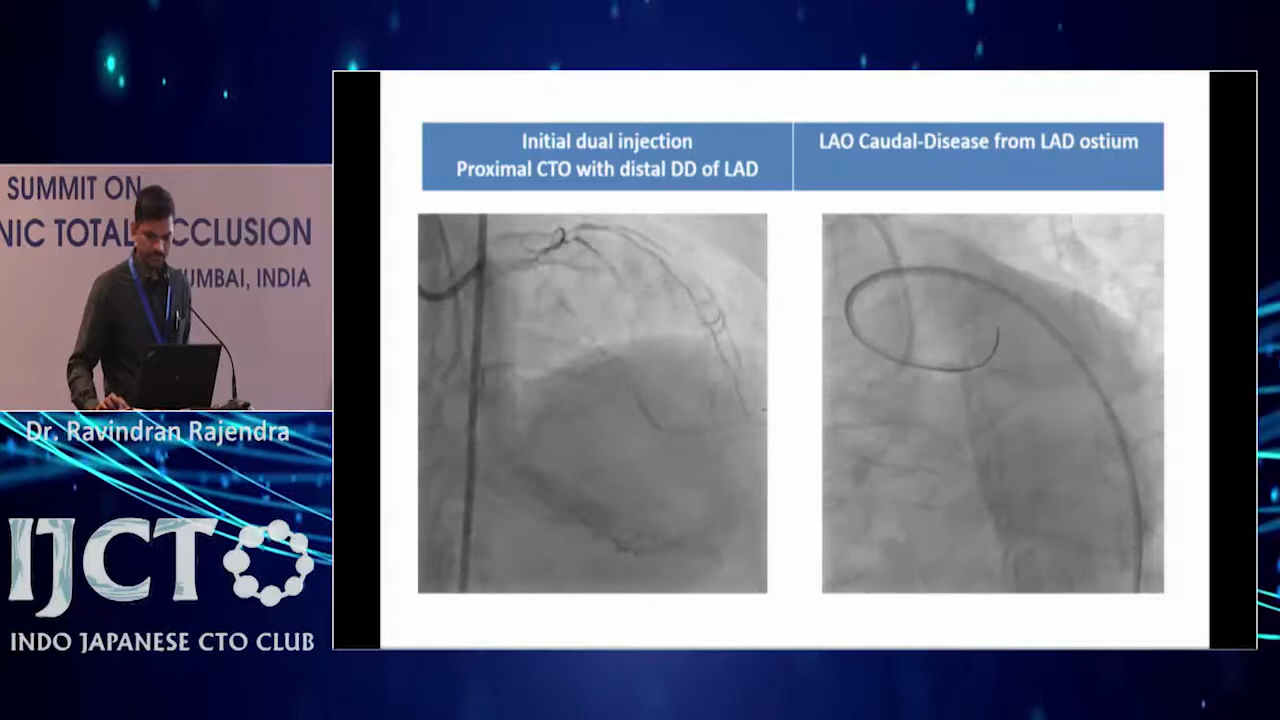 SUMMIT ON
NIC TOTAL CCLUSION
UMBAI, INDIA
Dr. Ravindran Rajendra
IJCTO
INDO JAPANESE CTO CLUB
Initial dual injection
Proximal CTO with distal DD of LAD
LAO Caudal-Disease from LAD ostium